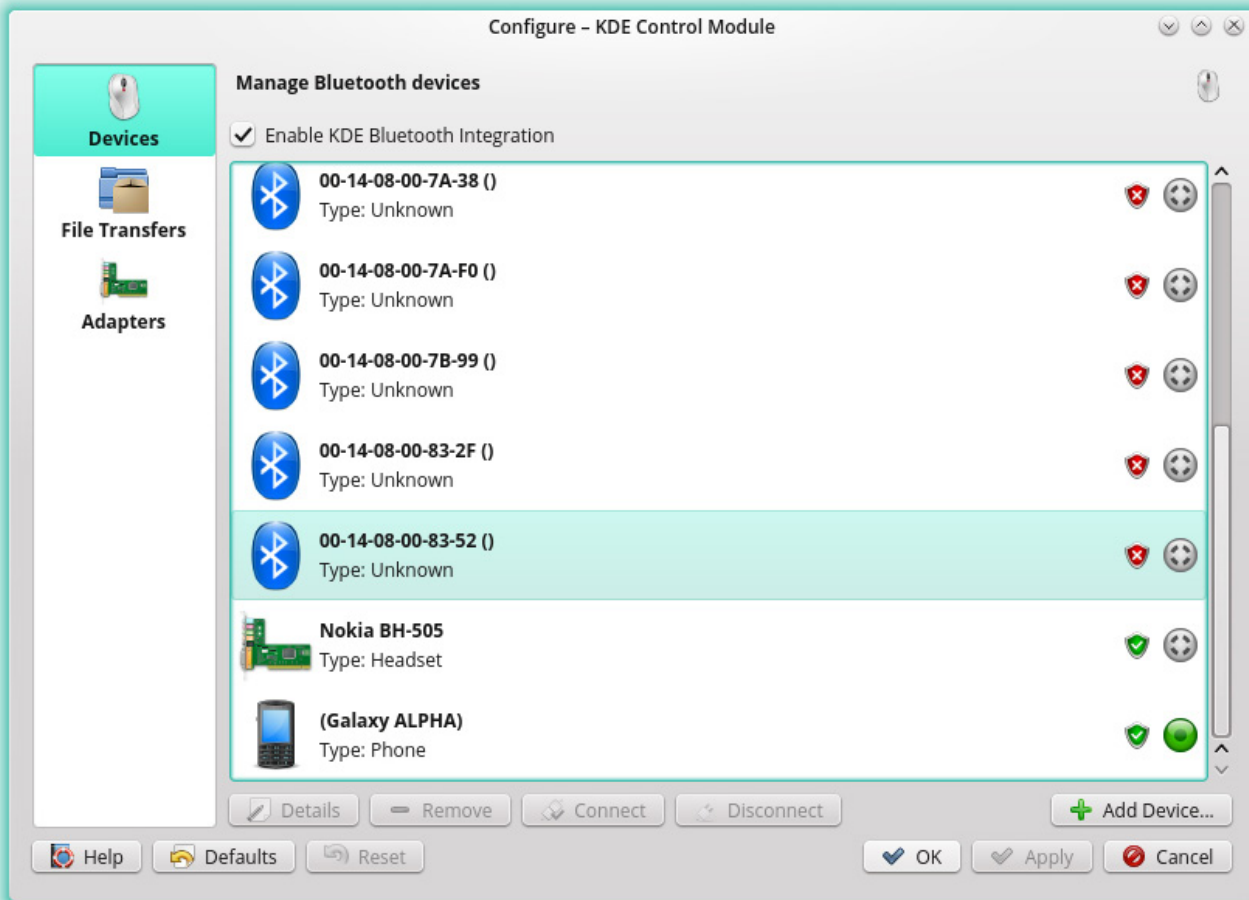 Configure – KDE Control Module
Devices
File Transfers
Adapters
Manage Bluetooth devices
Enable KDE Bluetooth Integration
00-14-08-00-7A-38 ()
Type: Unknown
00-14-08-00-7A-F0 ()
Type: Unknown
00-14-08-00-7B-99 ()
Type: Unknown
00-14-08-00-83-2F ()
Type: Unknown
00-14-08-00-83-52 ()
Type: Unknown
Nokia BH-505
Type: Headset
(Galaxy ALPHA)
Type: Phone
Details Remove Connect Disconnect Add Device...
Help Defaults Reset OK Apply Cancel